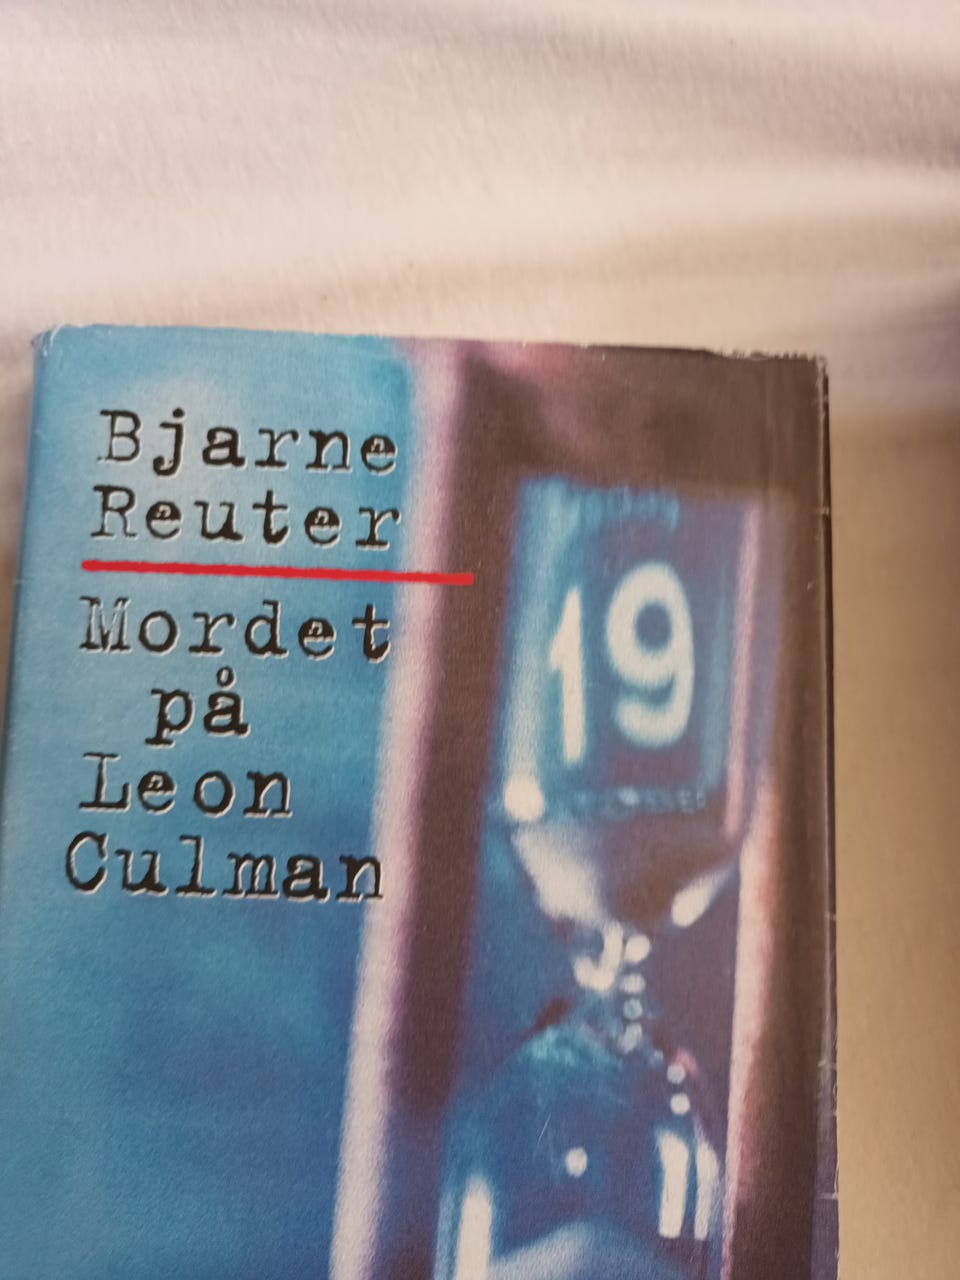 Bjarne
Reuter
Mordet
på
Leon
Culman
19